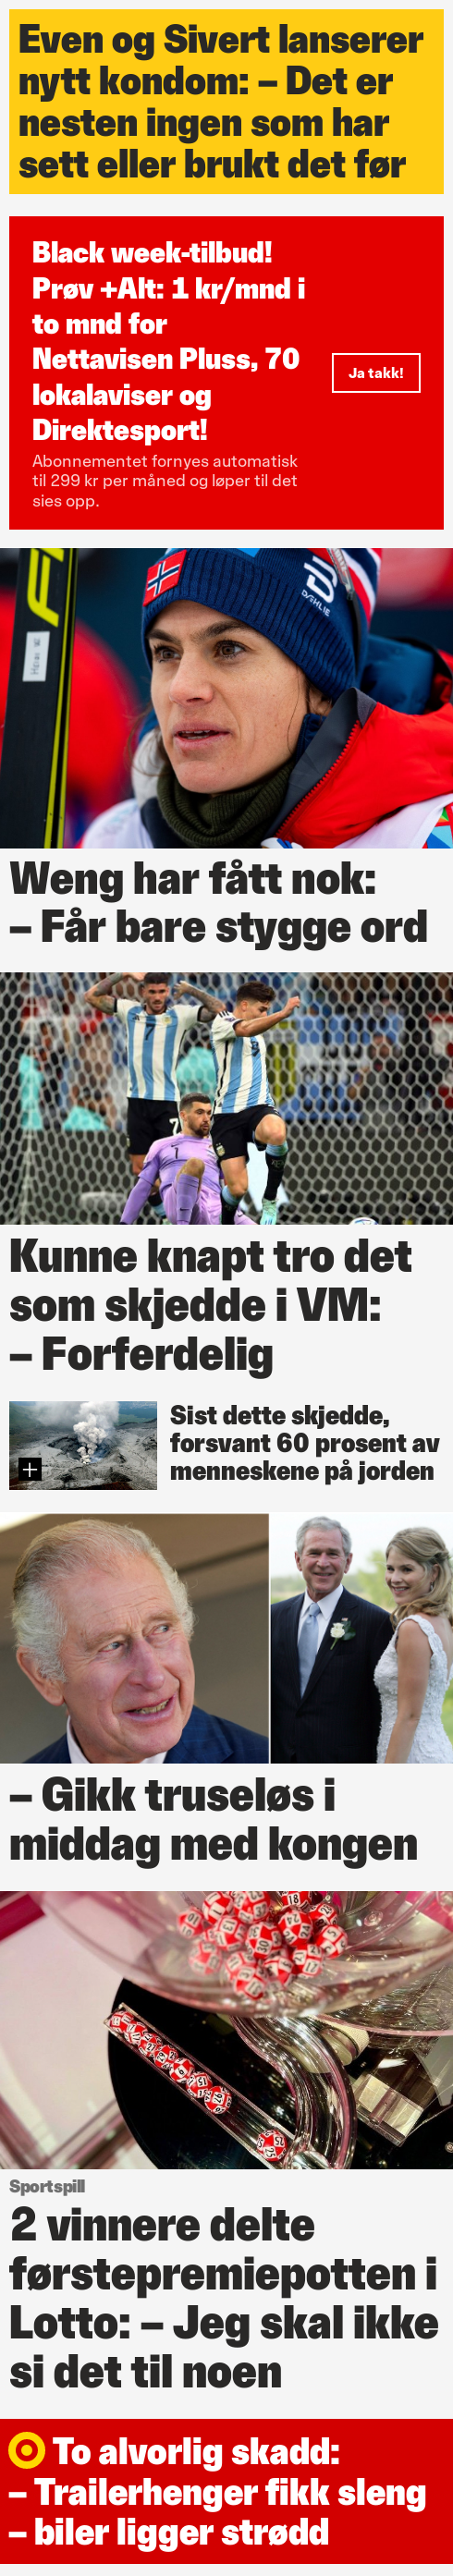 Even og Sivert lanserer
nytt kondom: – Det er
nesten ingen som har
sett eller brukt det før
Black week-tilbud!
Prøv +Alt: 1 kr/mnd i
to mnd for
Nettavisen Pluss, 70
lokalaviser og
Direktesport!
Ja takk!
Abonnementet fornyes automatisk
til 299 kr per måned og løper til det
sies opp.
DÆHLIE
Weng har fått nok:
– Får bare stygge ord
7
7
1
Kunne knapt tro det
som skjedde i VM:
– Forferdelig
Sist dette skjedde,
forsvant 60 prosent av
menneskene på jorden
– Gikk truseløs i
middag med kongen
18
Sportspill
2 vinnere delte
førstepremiepotten i
Lotto: – Jeg skal ikke
si det til noen
To alvorlig skadd:
– Trailerhenger fikk sleng
– biler ligger strødd